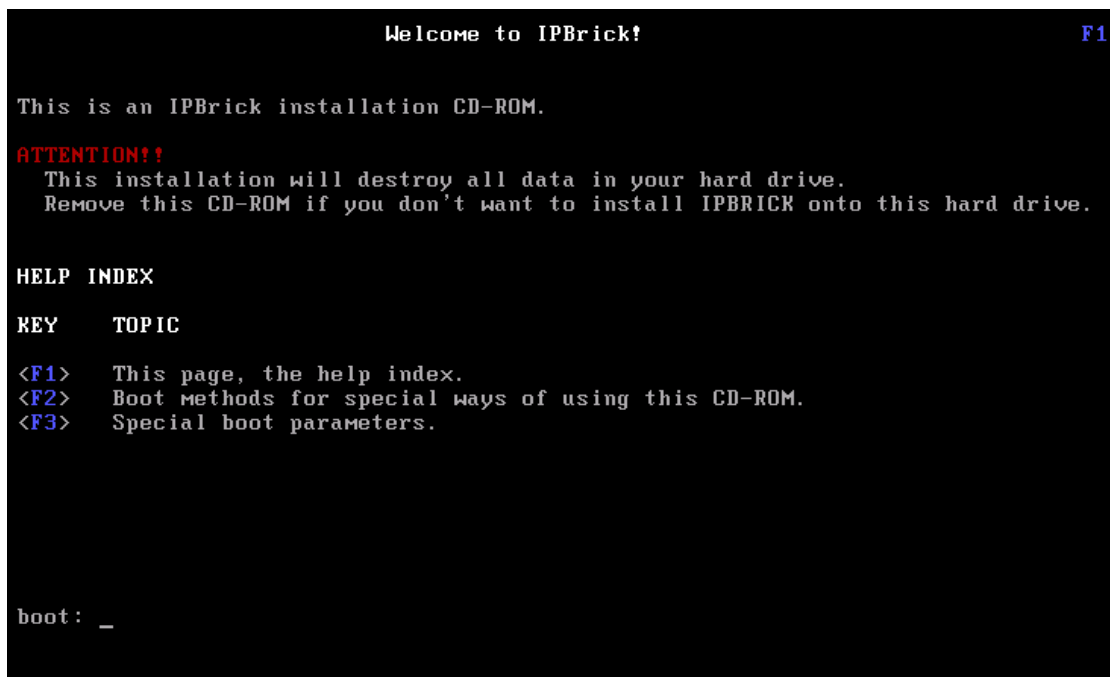 Welcome to IPBrick! F1
This is an IPBrick installation CD-ROM.
ATTENTION!!
This installation will destroy all data in your hard drive.
Remove this CD-ROM if you don't want to install IPBRICK onto this hard drive.
HELP INDEX
KEY TOPIC
<F1> This page, the help index.
<F2> Boot methods for special ways of using this CD-ROM.
<F3> Special boot parameters.
boot: _